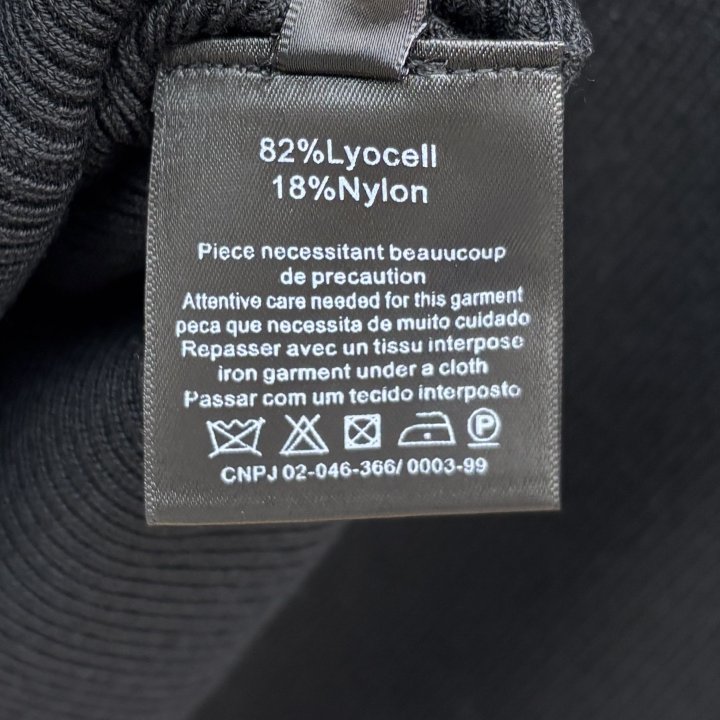 82%Lyocell
18%Nylon
Piece necessitant beauucoup
de precaution
Attentive care needed for this garment
peca que necessita de muito cuidado
Repasser avec un tissu interpose
iron garment under a cloth
Passar com um tecido interposto
P
CNPJ 02-046-366/ 0003-99